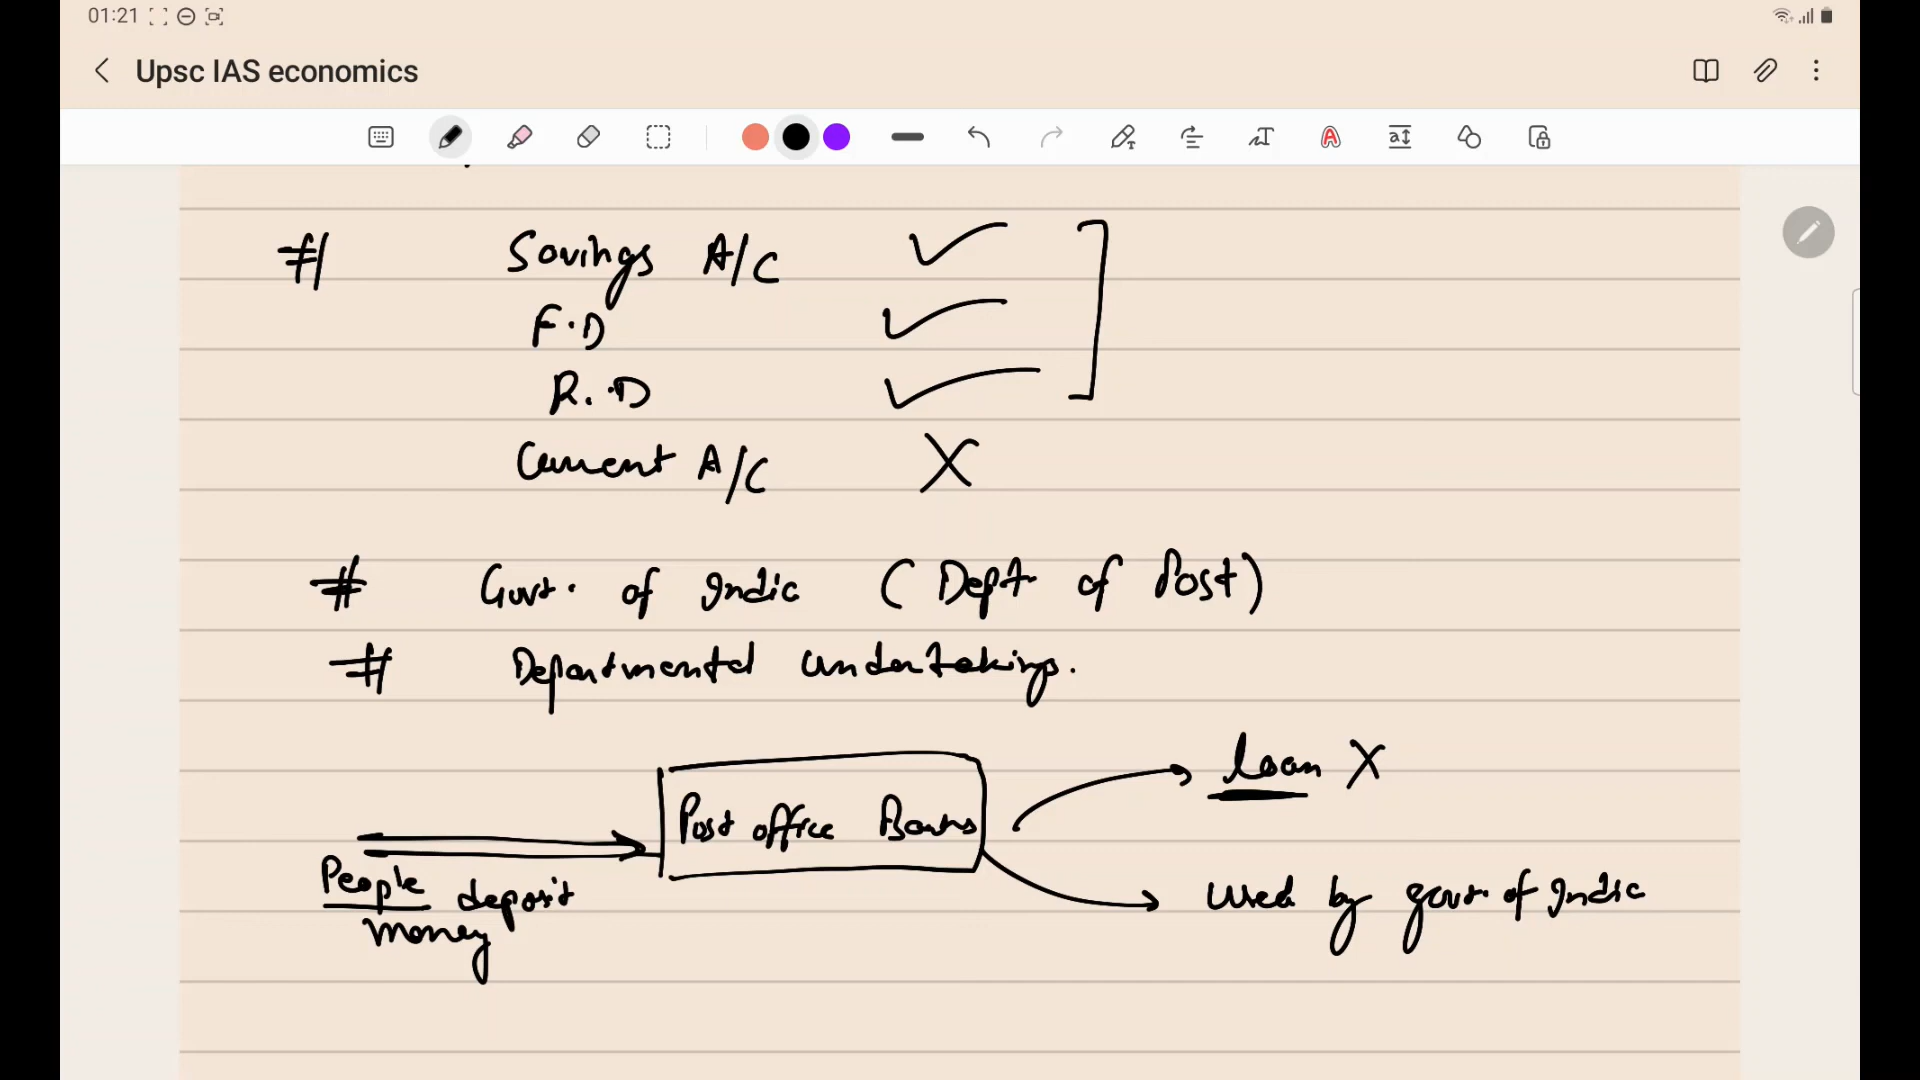 01:21
Upsc IAS economics
# Savings A/C ✓
F.D ✓
R.D ✓
Current A/C X
# Govt. of India (Dept of Post)
# Departmental undertakings.
Post office Banks
loan X
People deposit money
used by govt of India